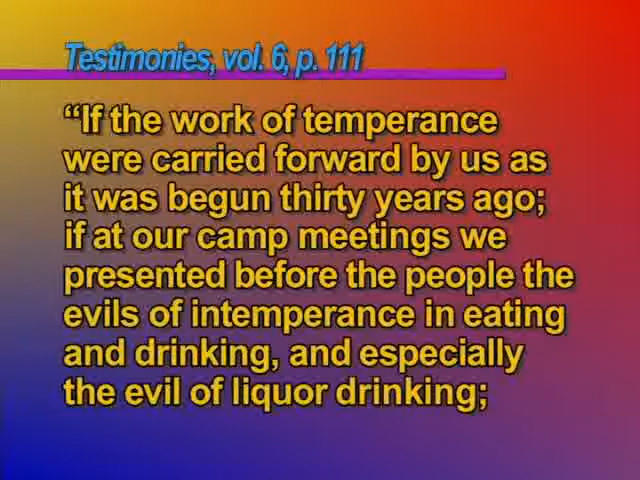 Testimonies, vol. 6, p. 111
“If the work of temperance
were carried forward by us as
it was begun thirty years ago;
if at our camp meetings we
presented before the people the
evils of intemperance in eating
and drinking, and especially
the evil of liquor drinking;